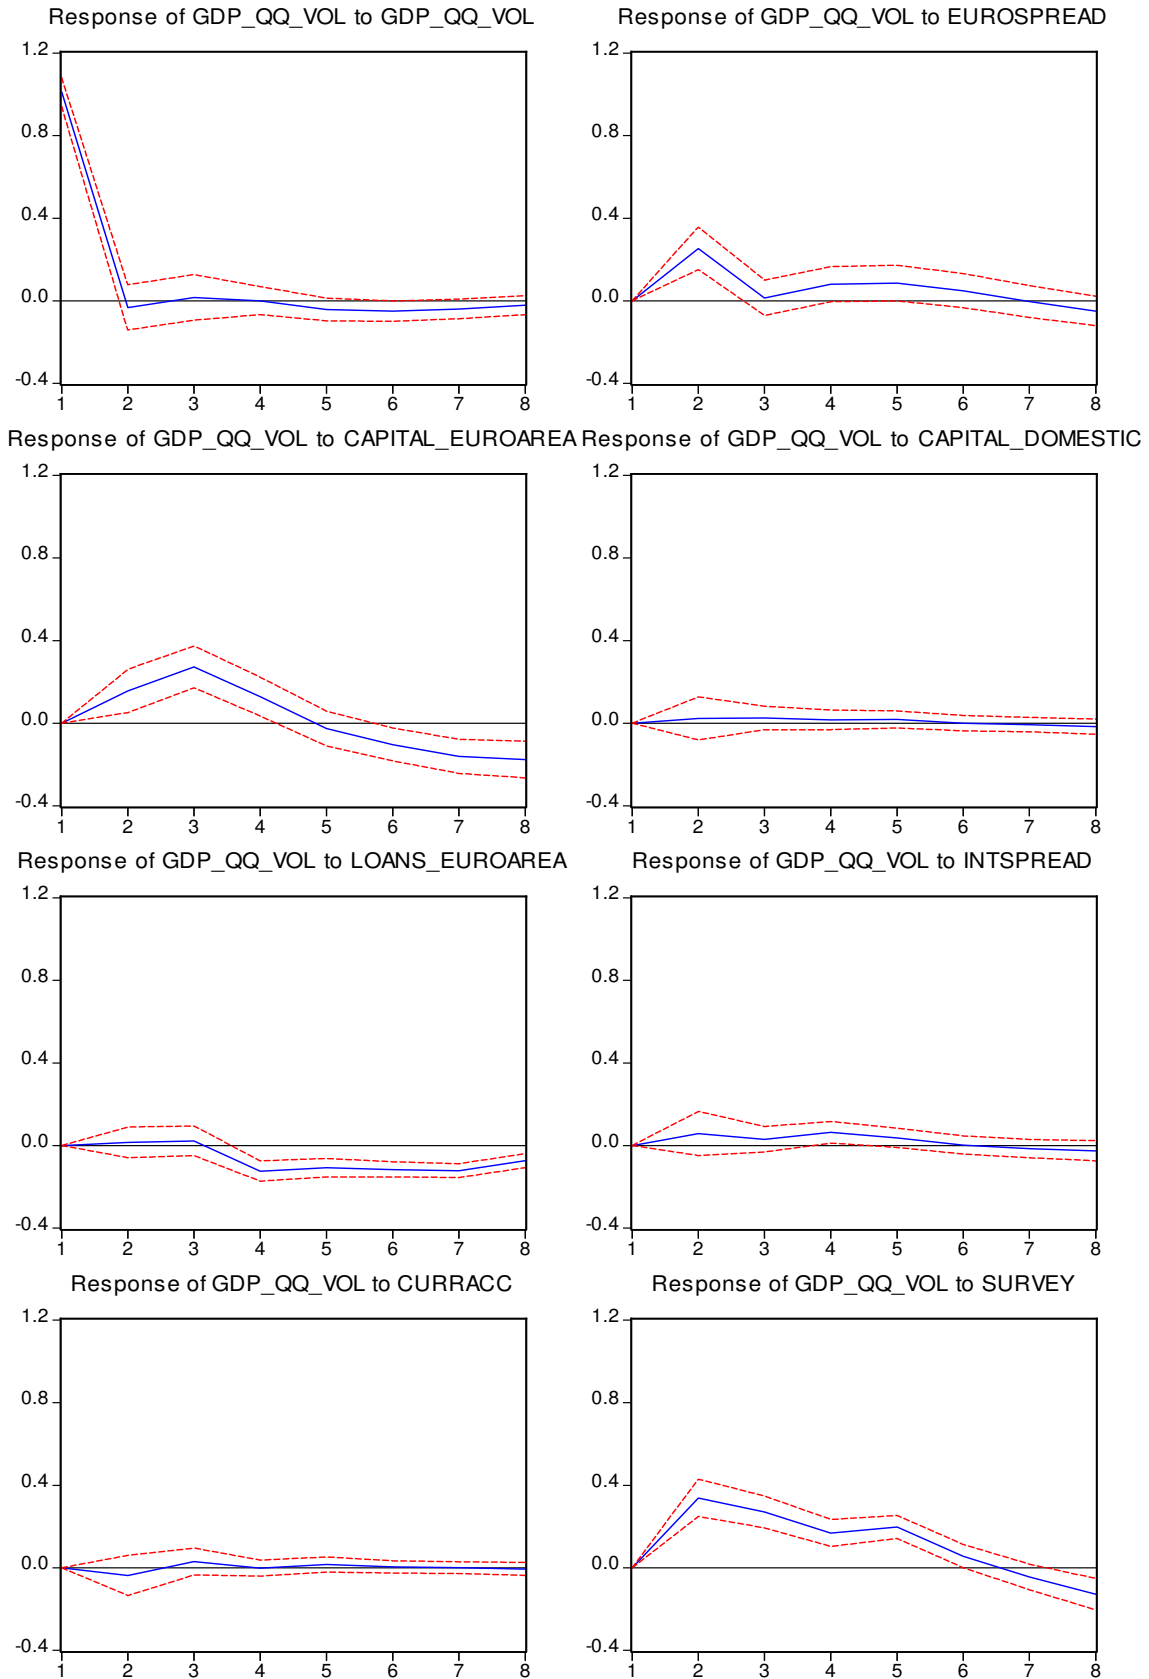 Response of GDP_QQ_VOL to GDP_QQ_VOL
1.2
0.8
0.4
0.0
-0.4
1 2 3 4 5 6 7 8
Response of GDP_QQ_VOL to EUROSPREAD
1.2
0.8
0.4
0.0
-0.4
1 2 3 4 5 6 7 8
Response of GDP_QQ_VOL to CAPITAL_EUROAREA
1.2
0.8
0.4
0.0
-0.4
1 2 3 4 5 6 7 8
Response of GDP_QQ_VOL to CAPITAL_DOMESTIC
1.2
0.8
0.4
0.0
-0.4
1 2 3 4 5 6 7 8
Response of GDP_QQ_VOL to LOANS_EUROAREA
1.2
0.8
0.4
0.0
-0.4
1 2 3 4 5 6 7 8
Response of GDP_QQ_VOL to INTSPREAD
1.2
0.8
0.4
0.0
-0.4
1 2 3 4 5 6 7 8
Response of GDP_QQ_VOL to CURRACC
1.2
0.8
0.4
0.0
-0.4
1 2 3 4 5 6 7 8
Response of GDP_QQ_VOL to SURVEY
1.2
0.8
0.4
0.0
-0.4
1 2 3 4 5 6 7 8